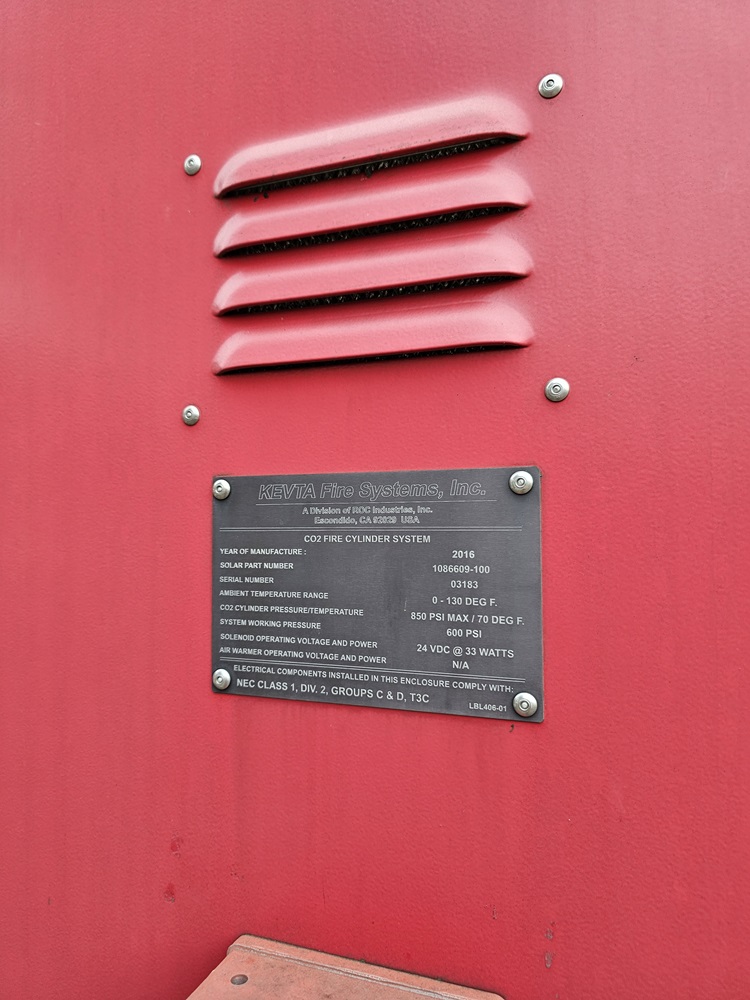 KEVTA Fire Systems, Inc.
A Division of ROC Industries, Inc.
Escondido, CA 92029 USA
CO2 FIRE CYLINDER SYSTEM
YEAR OF MANUFACTURE : 2016
SOLAR PART NUMBER 1086609-100
SERIAL NUMBER 03183
AMBIENT TEMPERATURE RANGE 0 - 130 DEG F.
CO2 CYLINDER PRESSURE/TEMPERATURE 850 PSI MAX / 70 DEG F.
SYSTEM WORKING PRESSURE 600 PSI
SOLENOID OPERATING VOLTAGE AND POWER 24 VDC @ 33 WATTS
AIR WARMER OPERATING VOLTAGE AND POWER N/A
ELECTRICAL COMPONENTS INSTALLED IN THIS ENCLOSURE COMPLY WITH:
NEC CLASS 1, DIV. 2, GROUPS C & D, T3C
LBL406-01